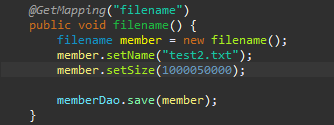 @GetMapping("filename")
public void filename() {
filename member = new filename();
member.setName("test2.txt");
member.setSize(1000050000);
memberDao.save(member);
}